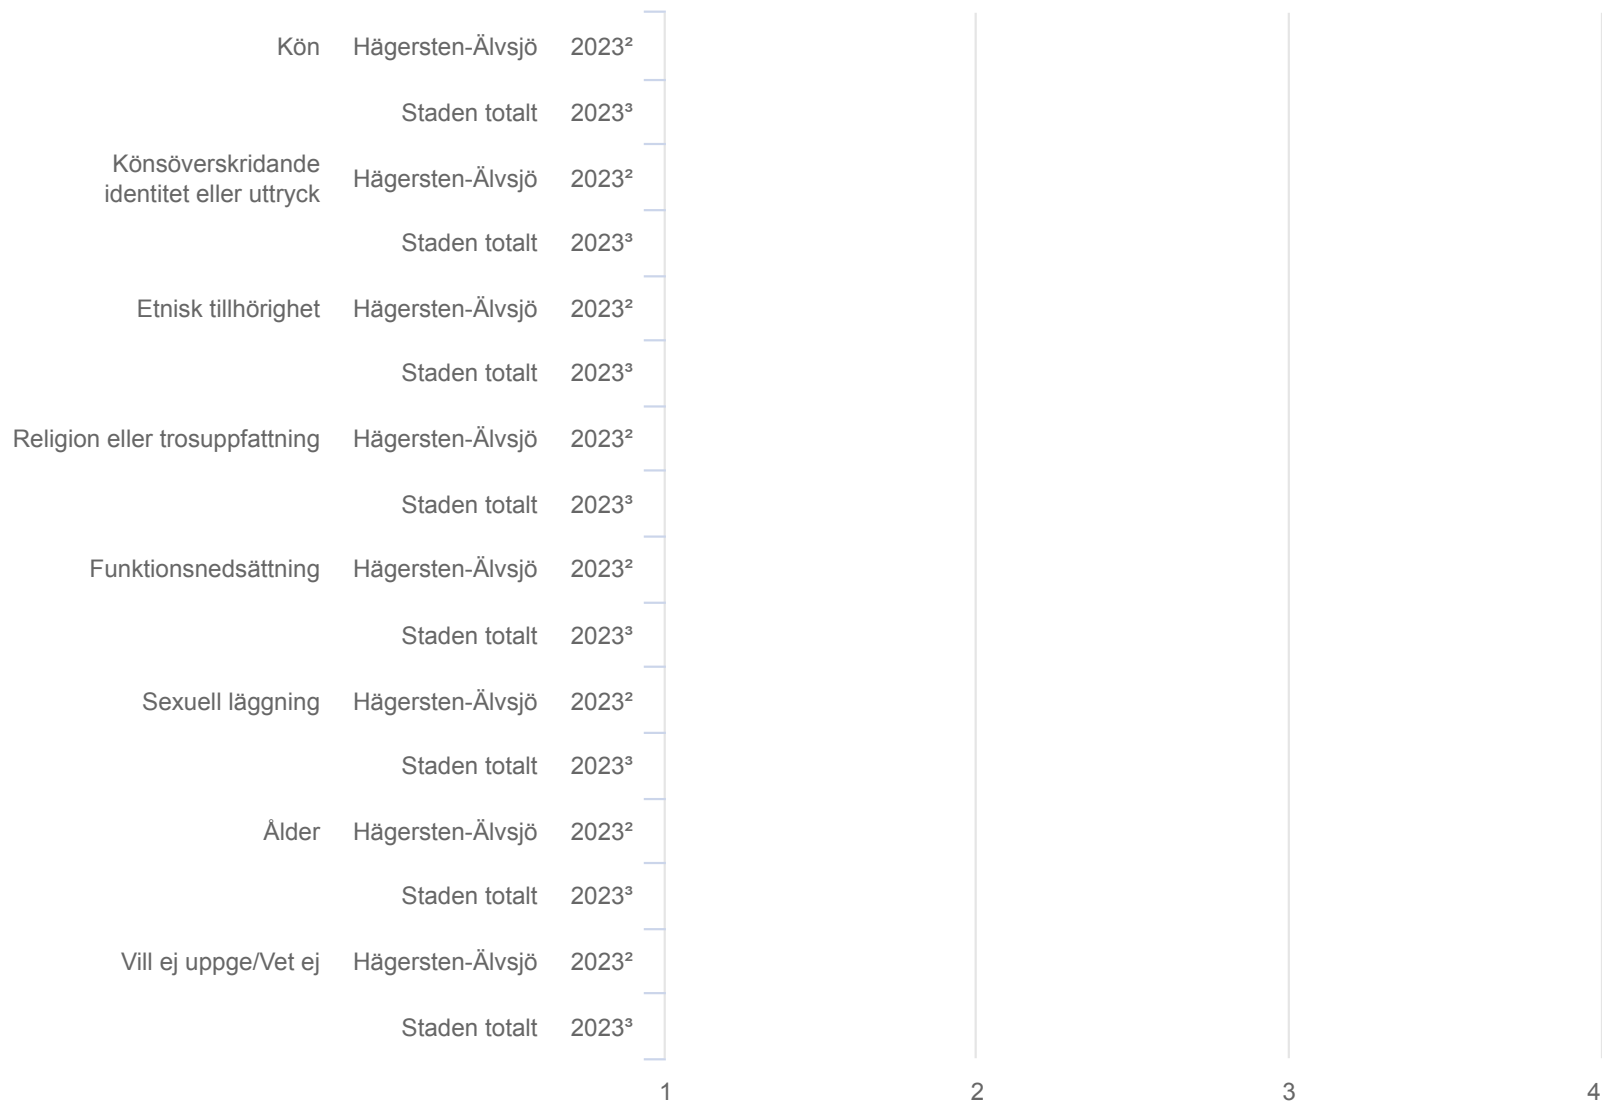 Kön Hägersten-Älvsjö 2023²
Staden totalt 2023³
Könsöverskridande
identitet eller uttryck Hägersten-Älvsjö 2023²
Staden totalt 2023³
Etnisk tillhörighet Hägersten-Älvsjö 2023²
Staden totalt 2023³
Religion eller trosuppfattning Hägersten-Älvsjö 2023²
Staden totalt 2023³
Funktionsnedsättning Hägersten-Älvsjö 2023²
Staden totalt 2023³
Sexuell läggning Hägersten-Älvsjö 2023²
Staden totalt 2023³
Ålder Hägersten-Älvsjö 2023²
Staden totalt 2023³
Vill ej uppge/Vet ej Hägersten-Älvsjö 2023²
Staden totalt 2023³
1 2 3 4